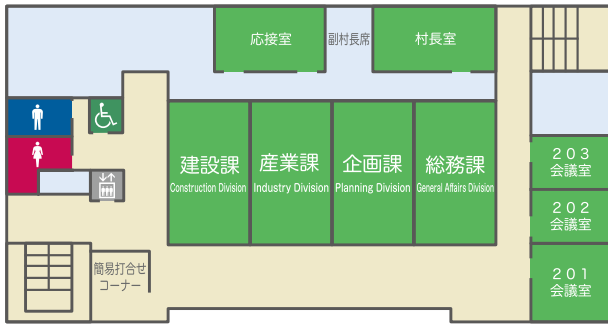 応接室
副村長席
村長室
建設課
Construction Division
産業課
Industry Division
企画課
Planning Division
総務課
General Affairs Division
203
会議室
202
会議室
201
会議室
簡易打合せ
コーナー